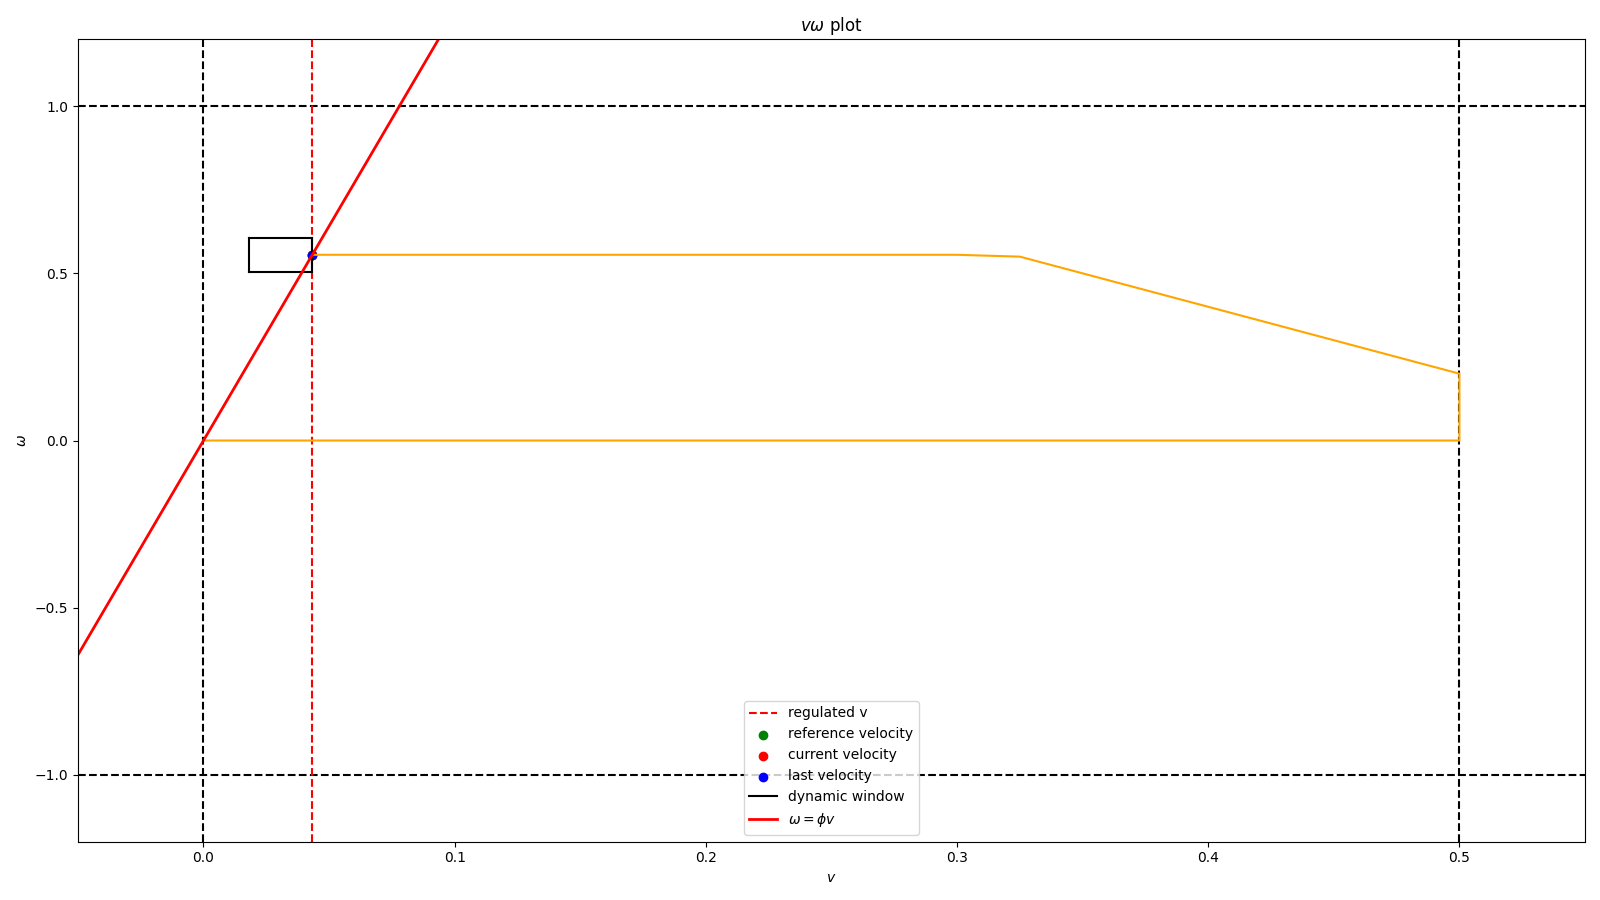 vω plot
1.0
0.5
0.0
−0.5
−1.0
ω
regulated v
reference velocity
current velocity
last velocity
dynamic window
ω = ϕv
0.0 0.1 0.2 0.3 0.4 0.5
v